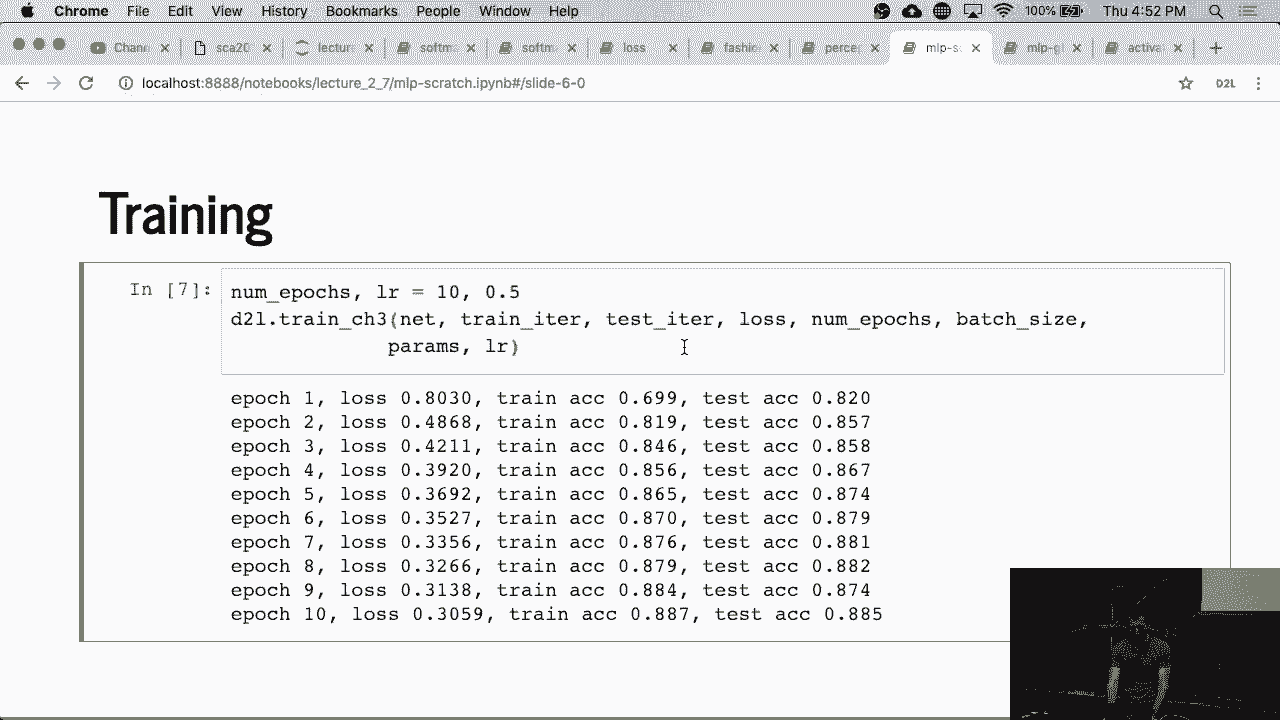 Chrome File Edit View History Bookmarks People Window Help 100% Thu 4:52 PM
Chann sca20 lectur softm softm loss fashio percep mlp-sc mlp-gl activa
localhost:8888/notebooks/lecture_2_7/mlp-scratch.ipynb#/slide-6-0 D2L
Training
In [7]: num_epochs, lr = 10, 0.5
d2l.train_ch3(net, train_iter, test_iter, loss, num_epochs, batch_size,
params, lr)
epoch 1, loss 0.8030, train acc 0.699, test acc 0.820
epoch 2, loss 0.4868, train acc 0.819, test acc 0.857
epoch 3, loss 0.4211, train acc 0.846, test acc 0.858
epoch 4, loss 0.3920, train acc 0.856, test acc 0.867
epoch 5, loss 0.3692, train acc 0.865, test acc 0.874
epoch 6, loss 0.3527, train acc 0.870, test acc 0.879
epoch 7, loss 0.3356, train acc 0.876, test acc 0.881
epoch 8, loss 0.3266, train acc 0.879, test acc 0.882
epoch 9, loss 0.3138, train acc 0.884, test acc 0.874
epoch 10, loss 0.3059, train acc 0.887, test acc 0.885